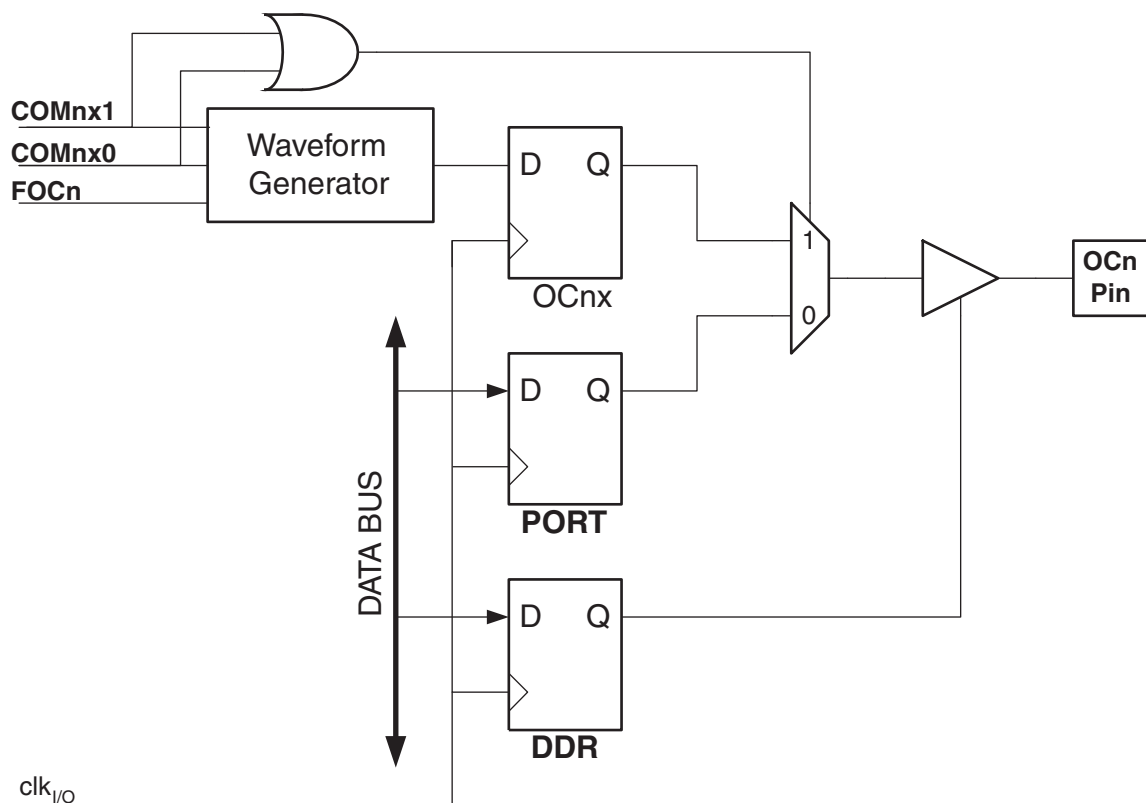 COMnx1
COMnx0
FOCn
Waveform
Generator
D Q
OCnx
1
0
OCn
Pin
D Q
PORT
DATA BUS
D Q
DDR
clkI/O